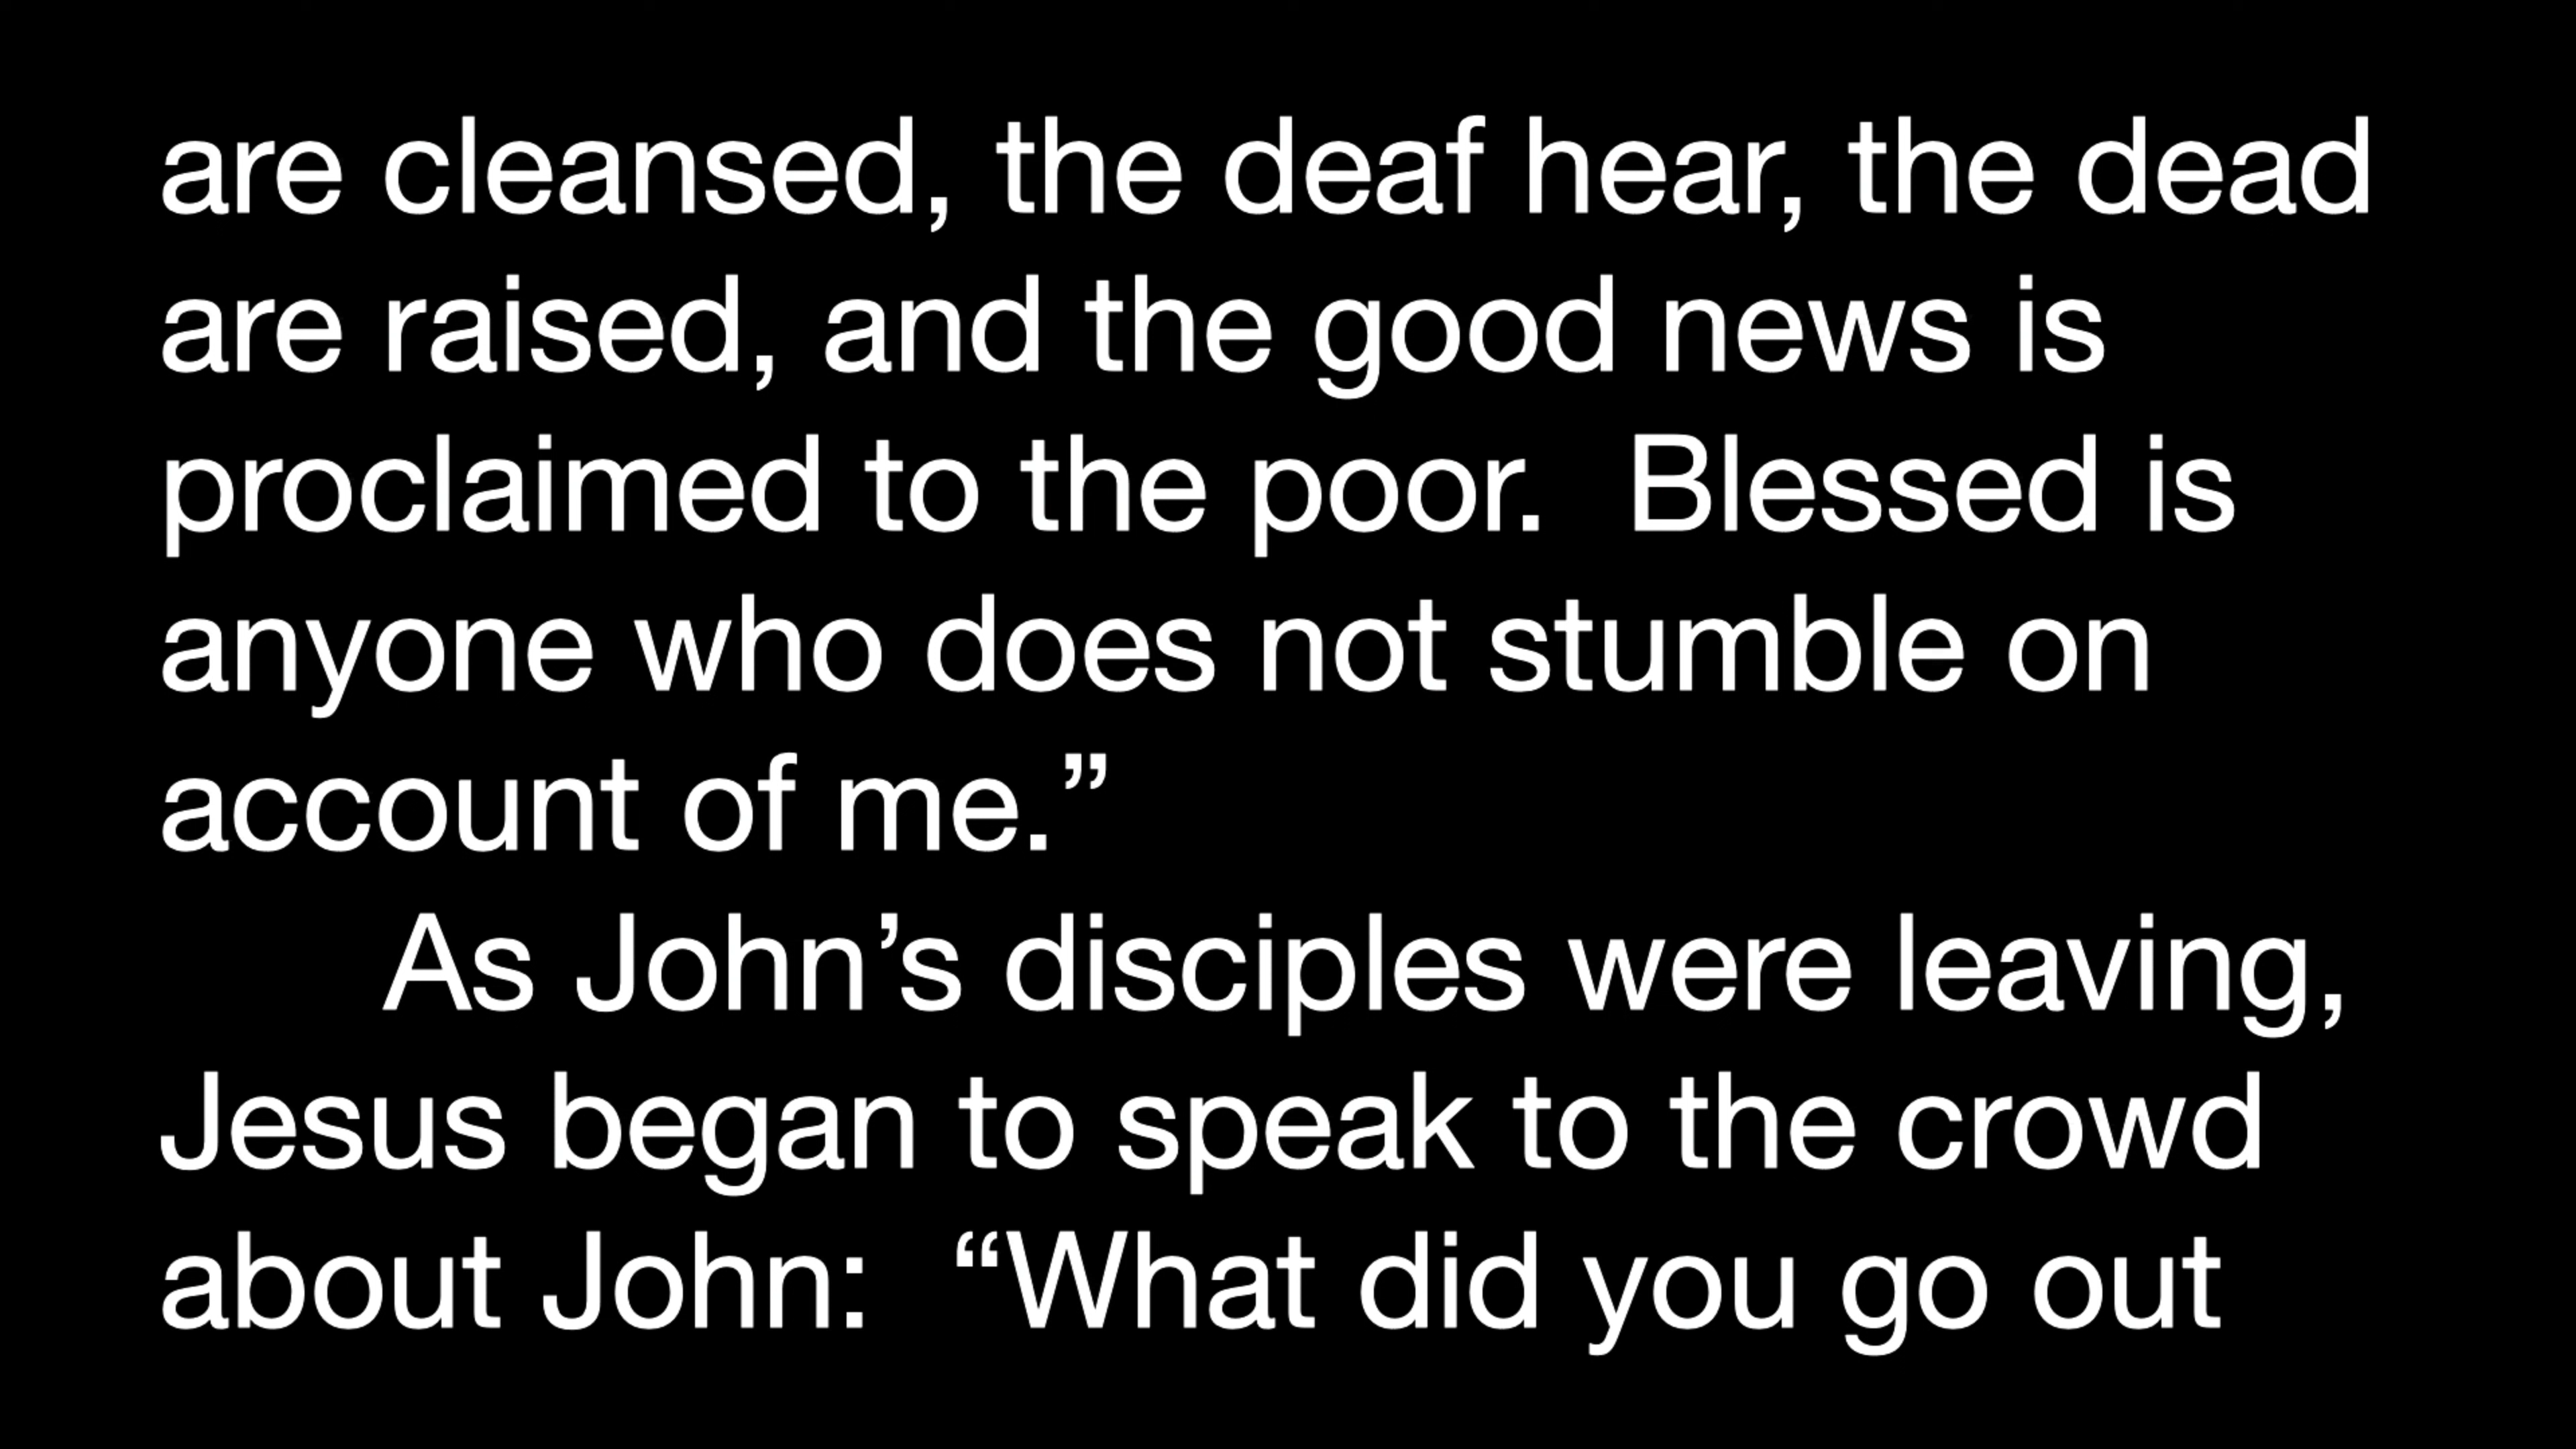 are cleansed, the deaf hear, the dead
are raised, and the good news is
proclaimed to the poor.  Blessed is
anyone who does not stumble on
account of me.”
As John’s disciples were leaving,
Jesus began to speak to the crowd
about John:  “What did you go out